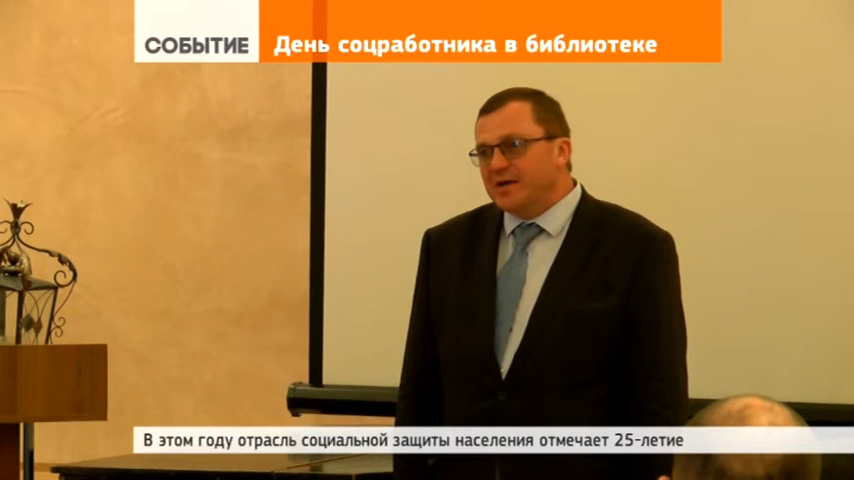 СОБЫТИЕ
День соцработника в библиотеке
В этом году отрасль социальной защиты населения отмечает 25-летие